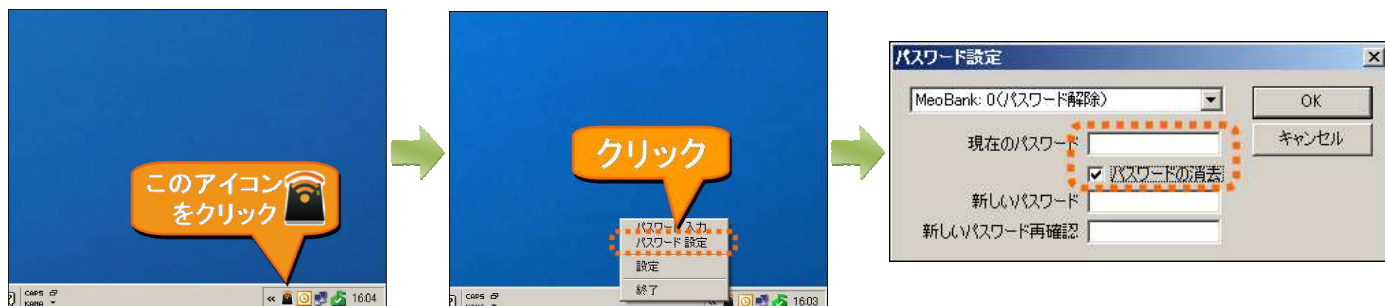 このアイコン
をクリック
CAPS
KANA
«
16:04
クリック
パスワード 入力
パスワード 設定
設定
終了
CAPS
KANA
«
16:03
パスワード設定
MeoBank: 0(パスワード解除)
OK
現在のパスワード
キャンセル
パスワードの消去
新しいパスワード
新しいパスワード再確認